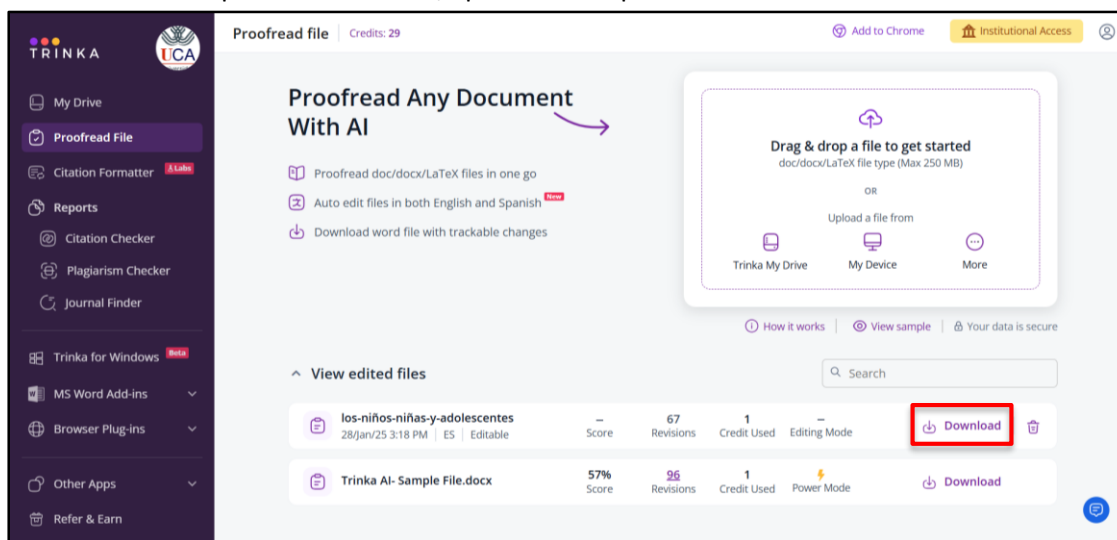 TRINKA
UCA
My Drive
Proofread File
Citation Formatter Labs
Reports
Citation Checker
Plagiarism Checker
Journal Finder
Trinka for Windows Beta
MS Word Add-ins
Browser Plug-ins
Other Apps
Refer & Earn
Proofread file Credits: 29
Add to Chrome
Institutional Access
Proofread Any Document
With AI
Proofread doc/docx/LaTeX files in one go
Auto edit files in both English and Spanish New
Download word file with trackable changes
Drag & drop a file to get started
doc/docx/LaTeX file type (Max 250 MB)
OR
Upload a file from
Trinka My Drive My Device More
How it works View sample Your data is secure
View edited files
Search
los-niños-niñas-y-adolescentes
28/Jan/25 3:18 PM ES Editable
– Score
67 Revisions
1 Credit Used
– Editing Mode
Download
Trinka AI- Sample File.docx
57% Score
96 Revisions
1 Credit Used
Power Mode
Download